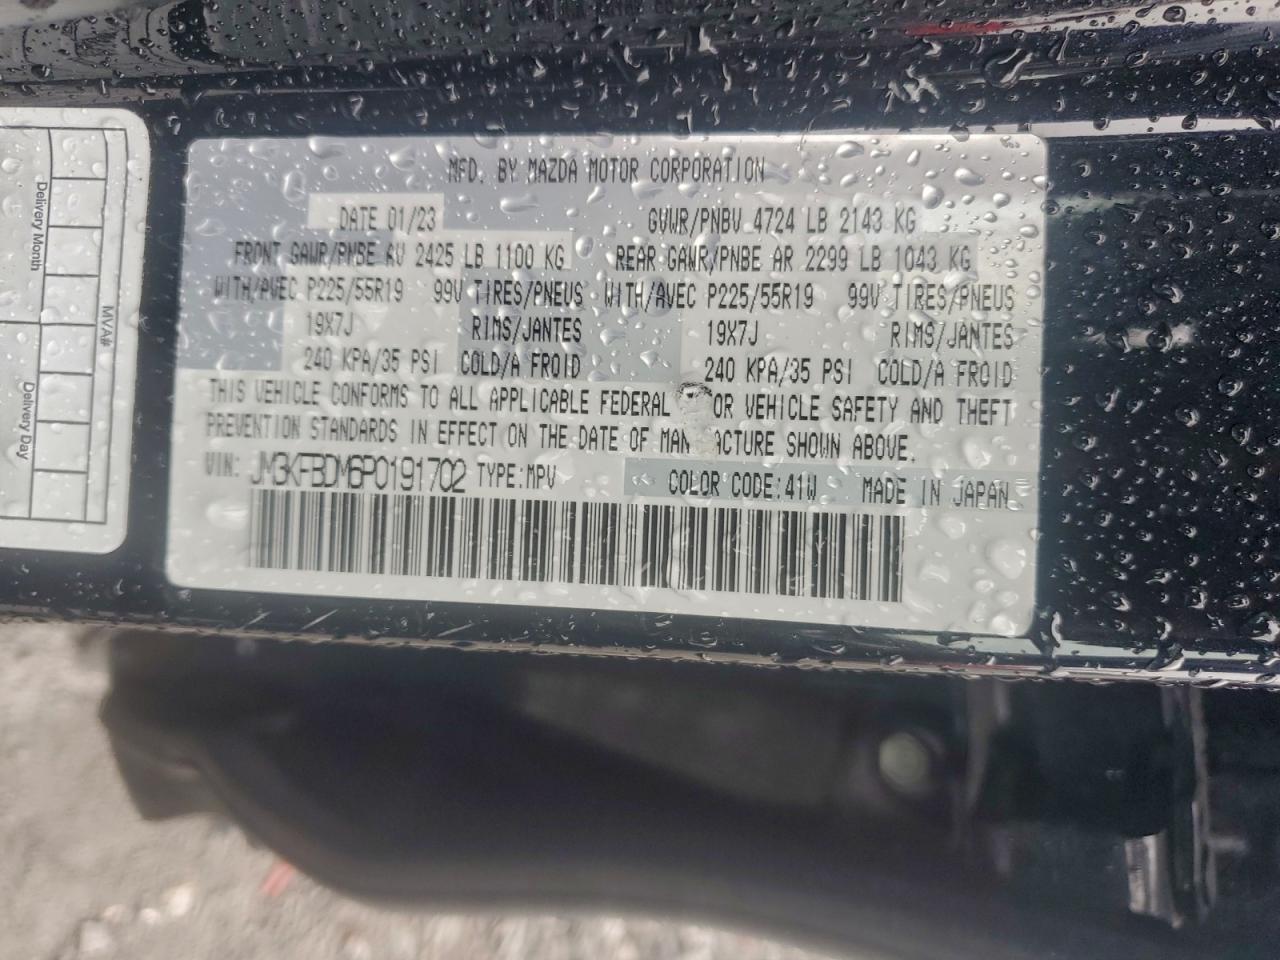 MFD. BY MAZDA MOTOR CORPORATION
DATE 01/23 GVWR/PNBV 4724 LB 2143 KG
FRONT GAWR/PNBE AV 2425 LB 1100 KG REAR GAWR/PNBE AR 2299 LB 1043 KG
WITH/AVEC P225/55R19 99V TIRES/PNEUS WITH/AVEC P225/55R19 99V TIRES/PNEUS
19X7J RIMS/JANTES 19X7J RIMS/JANTES
240 KPA/35 PSI COLD/A FROID 240 KPA/35 PSI COLD/A FROID
THIS VEHICLE CONFORMS TO ALL APPLICABLE FEDERAL VEHICLE SAFETY AND THEFT
PREVENTION STANDARDS IN EFFECT ON THE DATE OF SHOWN ABOVE.
VIN: JM3KFBDM6P0191702 TYPE:MPV COLOR CODE:41W MADE IN JAPAN
Delivery Month
Delivery Day
MVA#